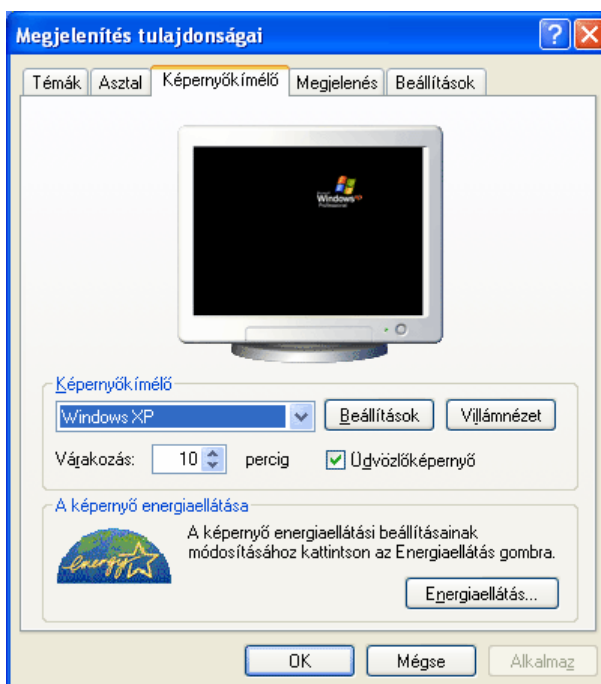 Megjelenítés tulajdonságai
Témák Asztal Képernyőkímélő Megjelenés Beállítások
Windows xp
Professional
Képernyőkímélő
Windows XP Beállítások Villámnézet
Várakozás: 10 percig Üdvözlőképernyő
A képernyő energiaellátása
A képernyő energiaellátási beállításainak
módosításához kattintson az Energiaellátás gombra.
energy
Energiaellátás...
OK Mégse Alkalmaz